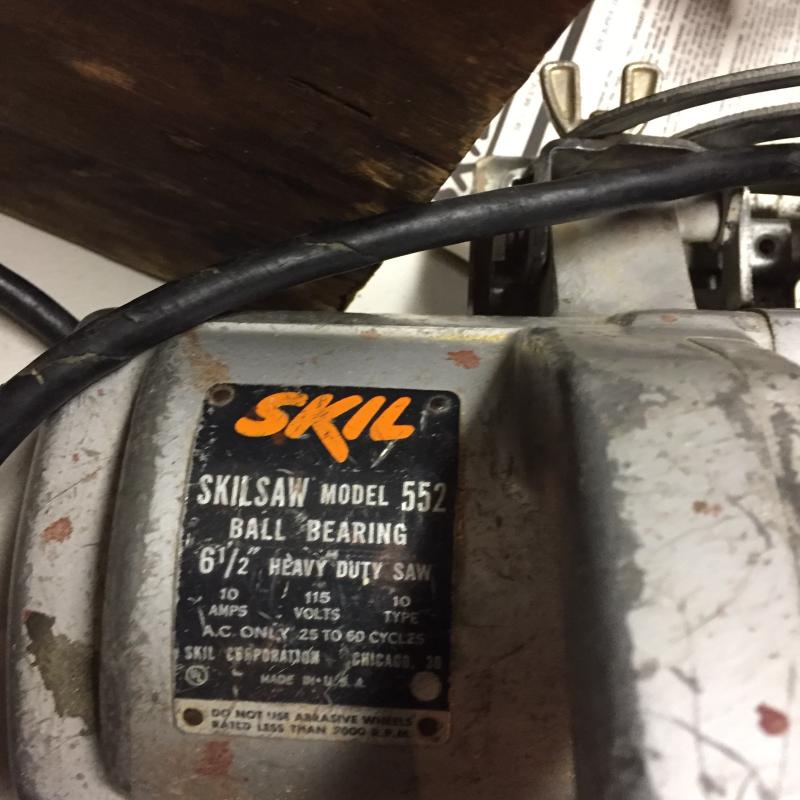 SKIL
SKILSAW MODEL 552
BALL BEARING
6 1/2" HEAVY DUTY SAW
10 115 10
AMPS VOLTS TYPE
A.C. ONLY 25 TO 60 CYCLES
SKIL CORPORATION CHICAGO, 30
UL MADE IN U.S.A.
DO NOT USE ABRASIVE WHEELS
RATED LESS THAN 7000 R.P.M.